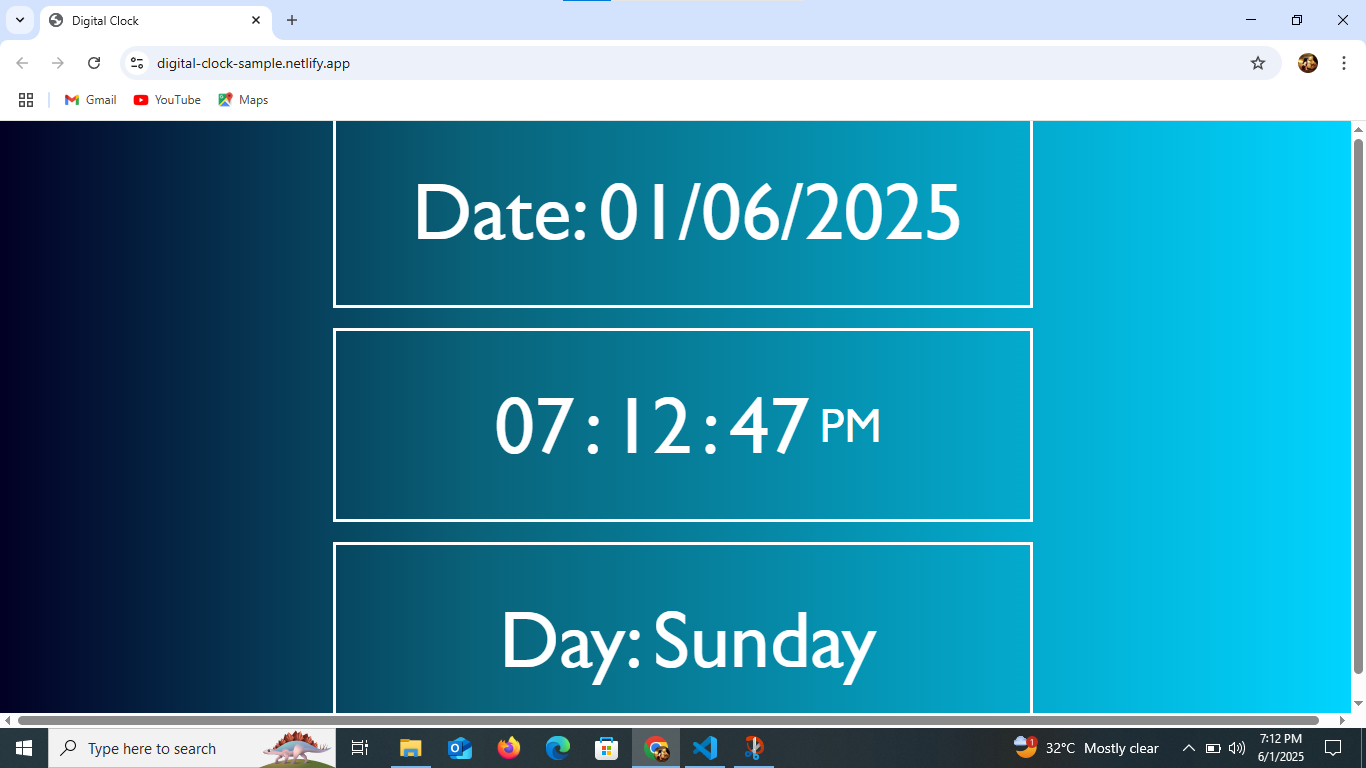 Digital Clock
digital-clock-sample.netlify.app
Gmail YouTube Maps
Date: 01/06/2025
07 : 12 : 47 PM
Day: Sunday
Type here to search
1
32°C Mostly clear
7:12 PM
6/1/2025